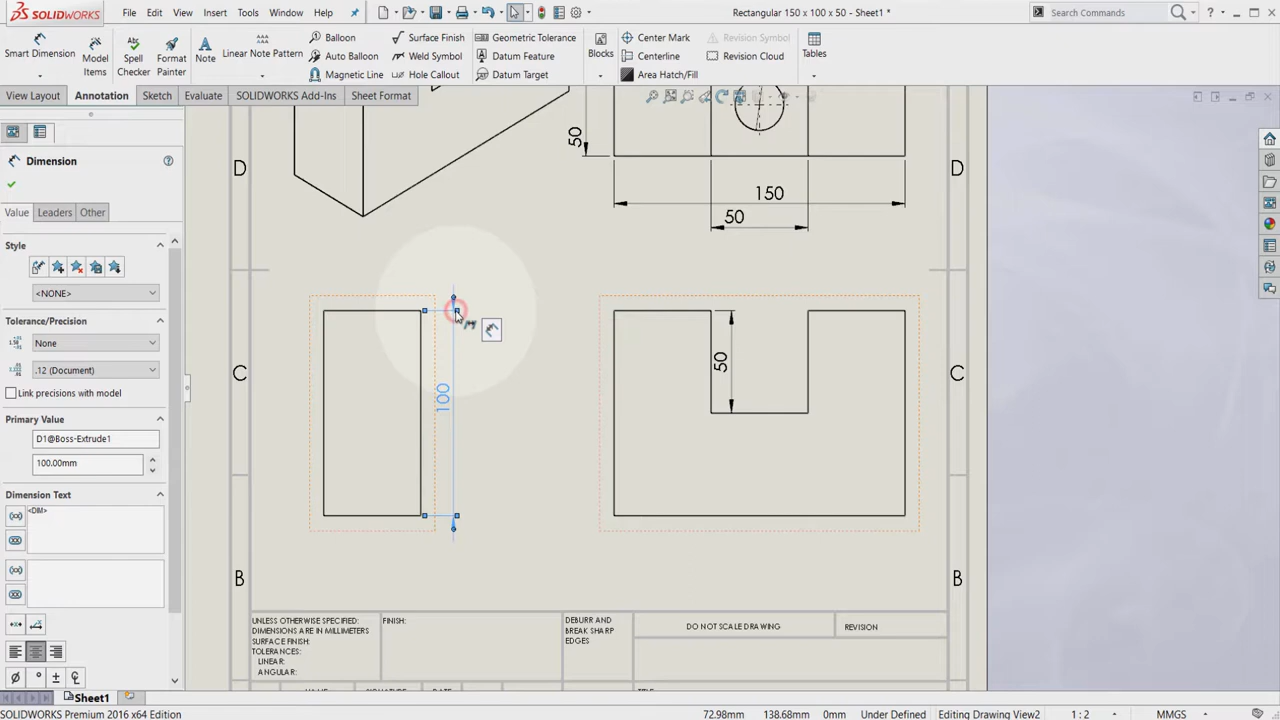 SOLIDWORKS
File Edit View Insert Tools Window Help
Rectangular 150 x 100 x 50 - Sheet1 *
Search Commands
Smart Dimension
Model Items
Spell Checker
Format Painter
Note
Linear Note Pattern
Balloon
Auto Balloon
Magnetic Line
Surface Finish
Weld Symbol
Hole Callout
Geometric Tolerance
Datum Feature
Datum Target
Blocks
Center Mark
Centerline
Area Hatch/Fill
Revision Symbol
Revision Cloud
Tables
View Layout Annotation Sketch Evaluate SOLIDWORKS Add-Ins Sheet Format
Dimension
Value Leaders Other
Style
<NONE>
Tolerance/Precision
None
.12 (Document)
Link precisions with model
Primary Value
D1@Boss-Extrude1
100.00mm
Dimension Text
<DIM>
D
C
B
50
150
50
D
100
50
C
B
UNLESS OTHERWISE SPECIFIED:
DIMENSIONS ARE IN MILLIMETERS
SURFACE FINISH:
TOLERANCES:
LINEAR:
ANGULAR:
FINISH:
DEBURR AND
BREAK SHARP
EDGES
DO NOT SCALE DRAWING
REVISION
NAME SIGNATURE DATE
TITLE
Sheet1
SOLIDWORKS Premium 2016 x64 Edition
72.98mm 138.68mm 0mm Under Defined Editing Drawing View2 1 : 2 MMGS